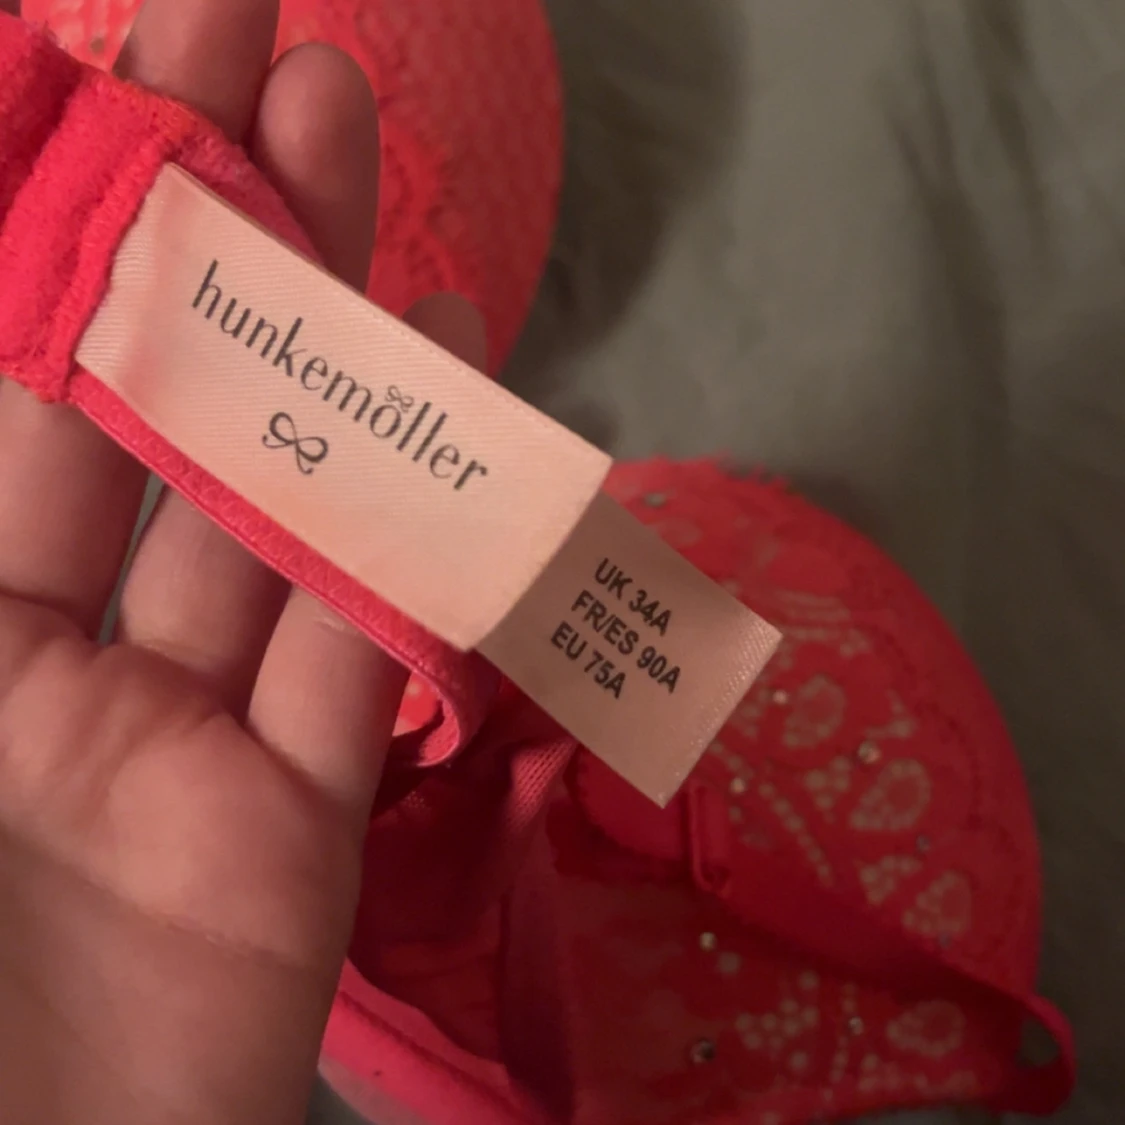 hunkemöller
UK 34A
FR/ES 90A
EU 75A